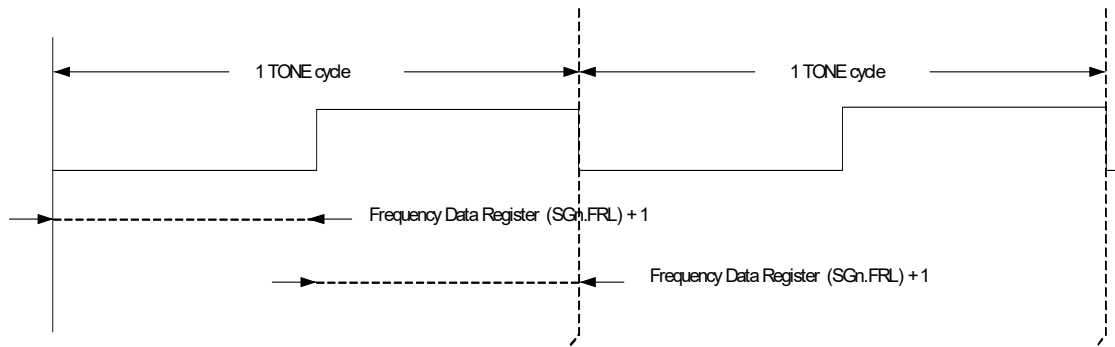 1 TONE cycle
1 TONE cycle
Frequency Data Register (SGn.FRL) + 1
Frequency Data Register (SGn.FRL) + 1